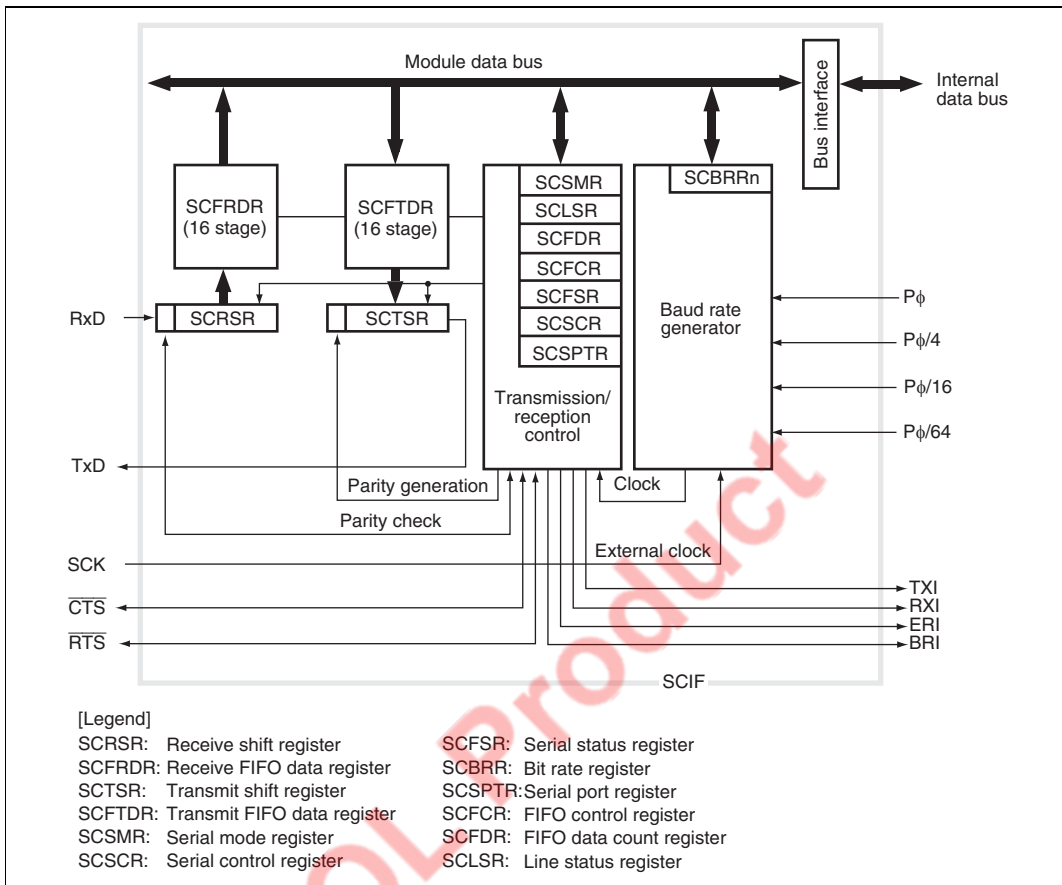 Module data bus
Bus interface
Internal
data bus
SCFRDR
(16 stage)
SCFTDR
(16 stage)
SCSMR
SCLSR
SCFDR
SCFCR
SCFSR
SCSCR
SCSPTR
Transmission/
reception
control
SCBRRn
Baud rate
generator
RxD
SCRSR
SCTSR
Pϕ
Pϕ/4
Pϕ/16
Pϕ/64
TxD
Parity generation
Clock
Parity check
SCK
External clock
CTS
RTS
TXI
RXI
ERI
BRI
SCIF
[Legend]
SCRSR: Receive shift register
SCFRDR: Receive FIFO data register
SCTSR: Transmit shift register
SCFTDR: Transmit FIFO data register
SCSMR: Serial mode register
SCSCR: Serial control register
SCFSR: Serial status register
SCBRR: Bit rate register
SCSPTR:Serial port register
SCFCR: FIFO control register
SCFDR: FIFO data count register
SCLSR: Line status register
OL Product